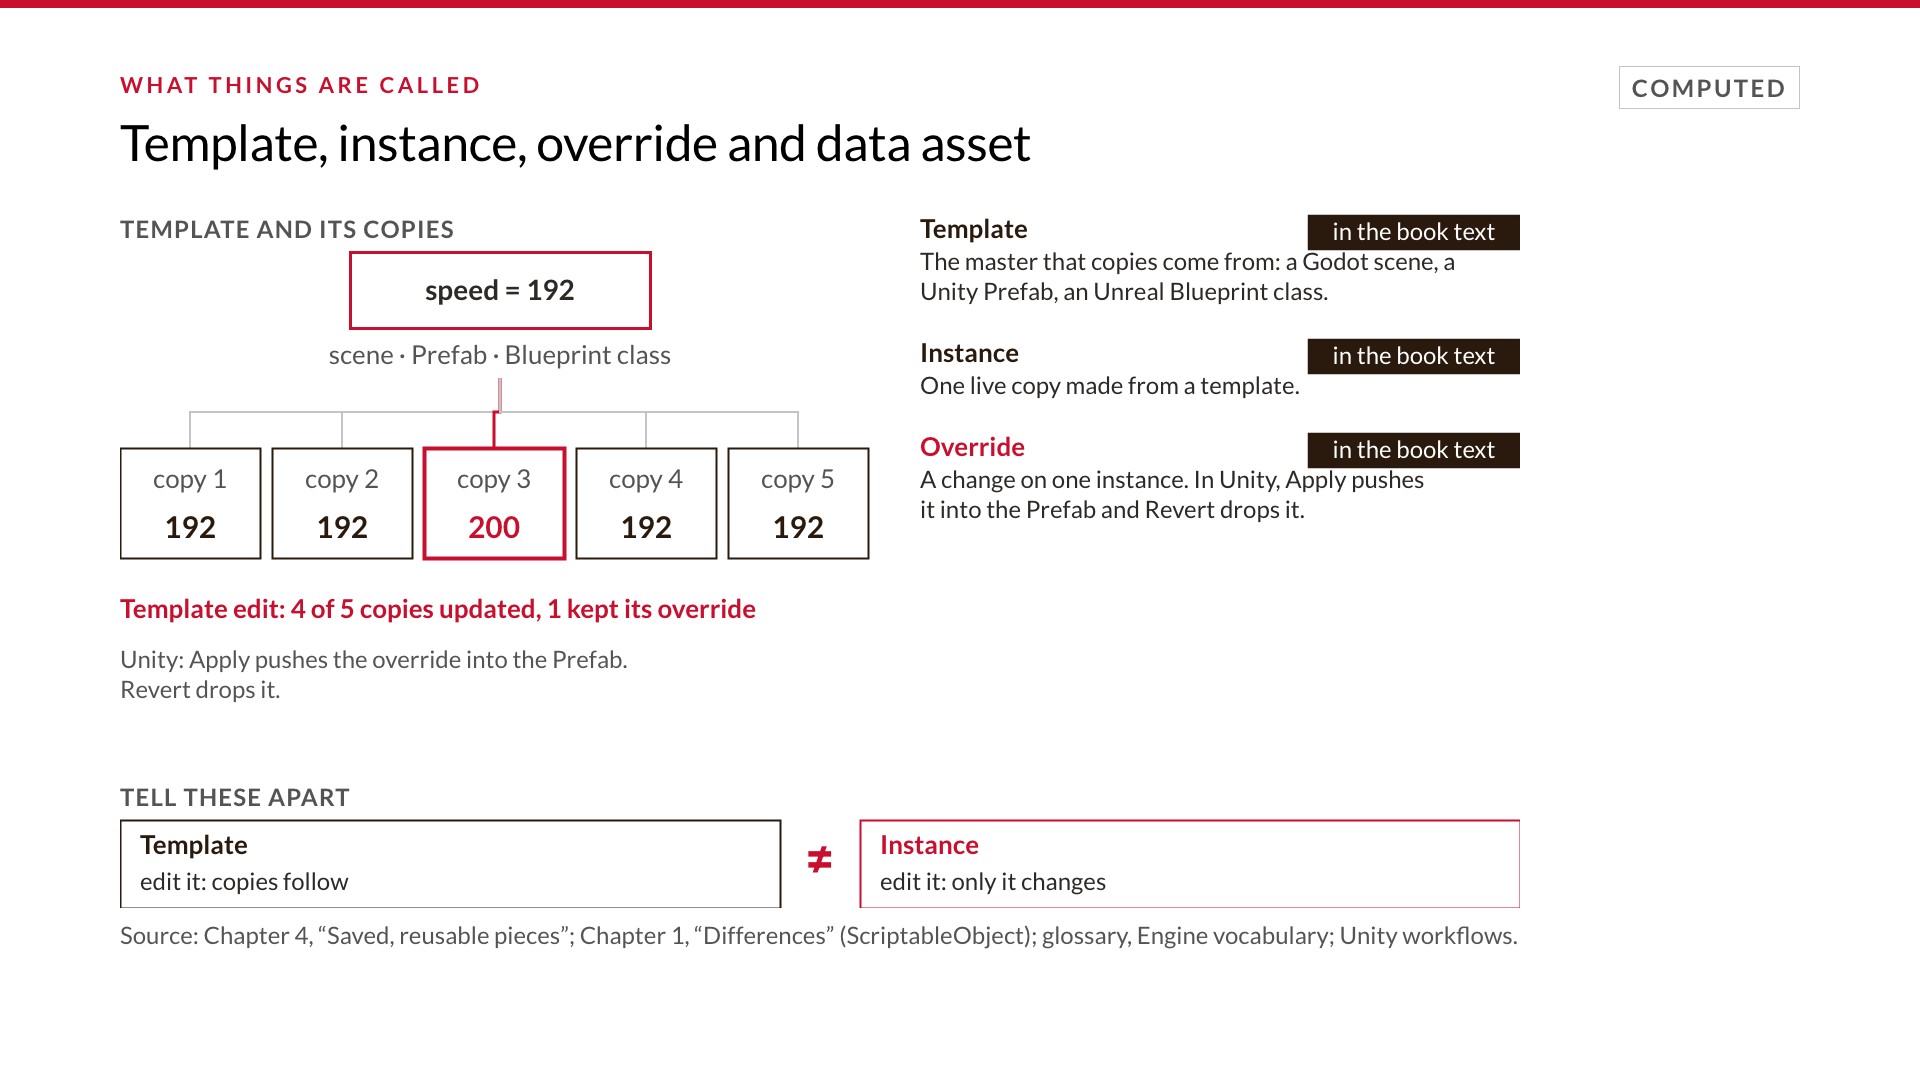 WHAT THINGS ARE CALLED
COMPUTED
Template, instance, override and data asset
TEMPLATE AND ITS COPIES
speed = 192
scene · Prefab · Blueprint class
copy 1
copy 2
copy 3
copy 4
copy 5
192
192
200
192
192
Template edit: 4 of 5 copies updated, 1 kept its override
Unity: Apply pushes the override into the Prefab.
Revert drops it.
Template
in the book text
The master that copies come from: a Godot scene, a
Unity Prefab, an Unreal Blueprint class.
Instance
in the book text
One live copy made from a template.
Override
in the book text
A change on one instance. In Unity, Apply pushes
it into the Prefab and Revert drops it.
TELL THESE APART
Template
edit it: copies follow
≠
Instance
edit it: only it changes
Source: Chapter 4, “Saved, reusable pieces”; Chapter 1, “Differences” (ScriptableObject); glossary, Engine vocabulary; Unity workflows.